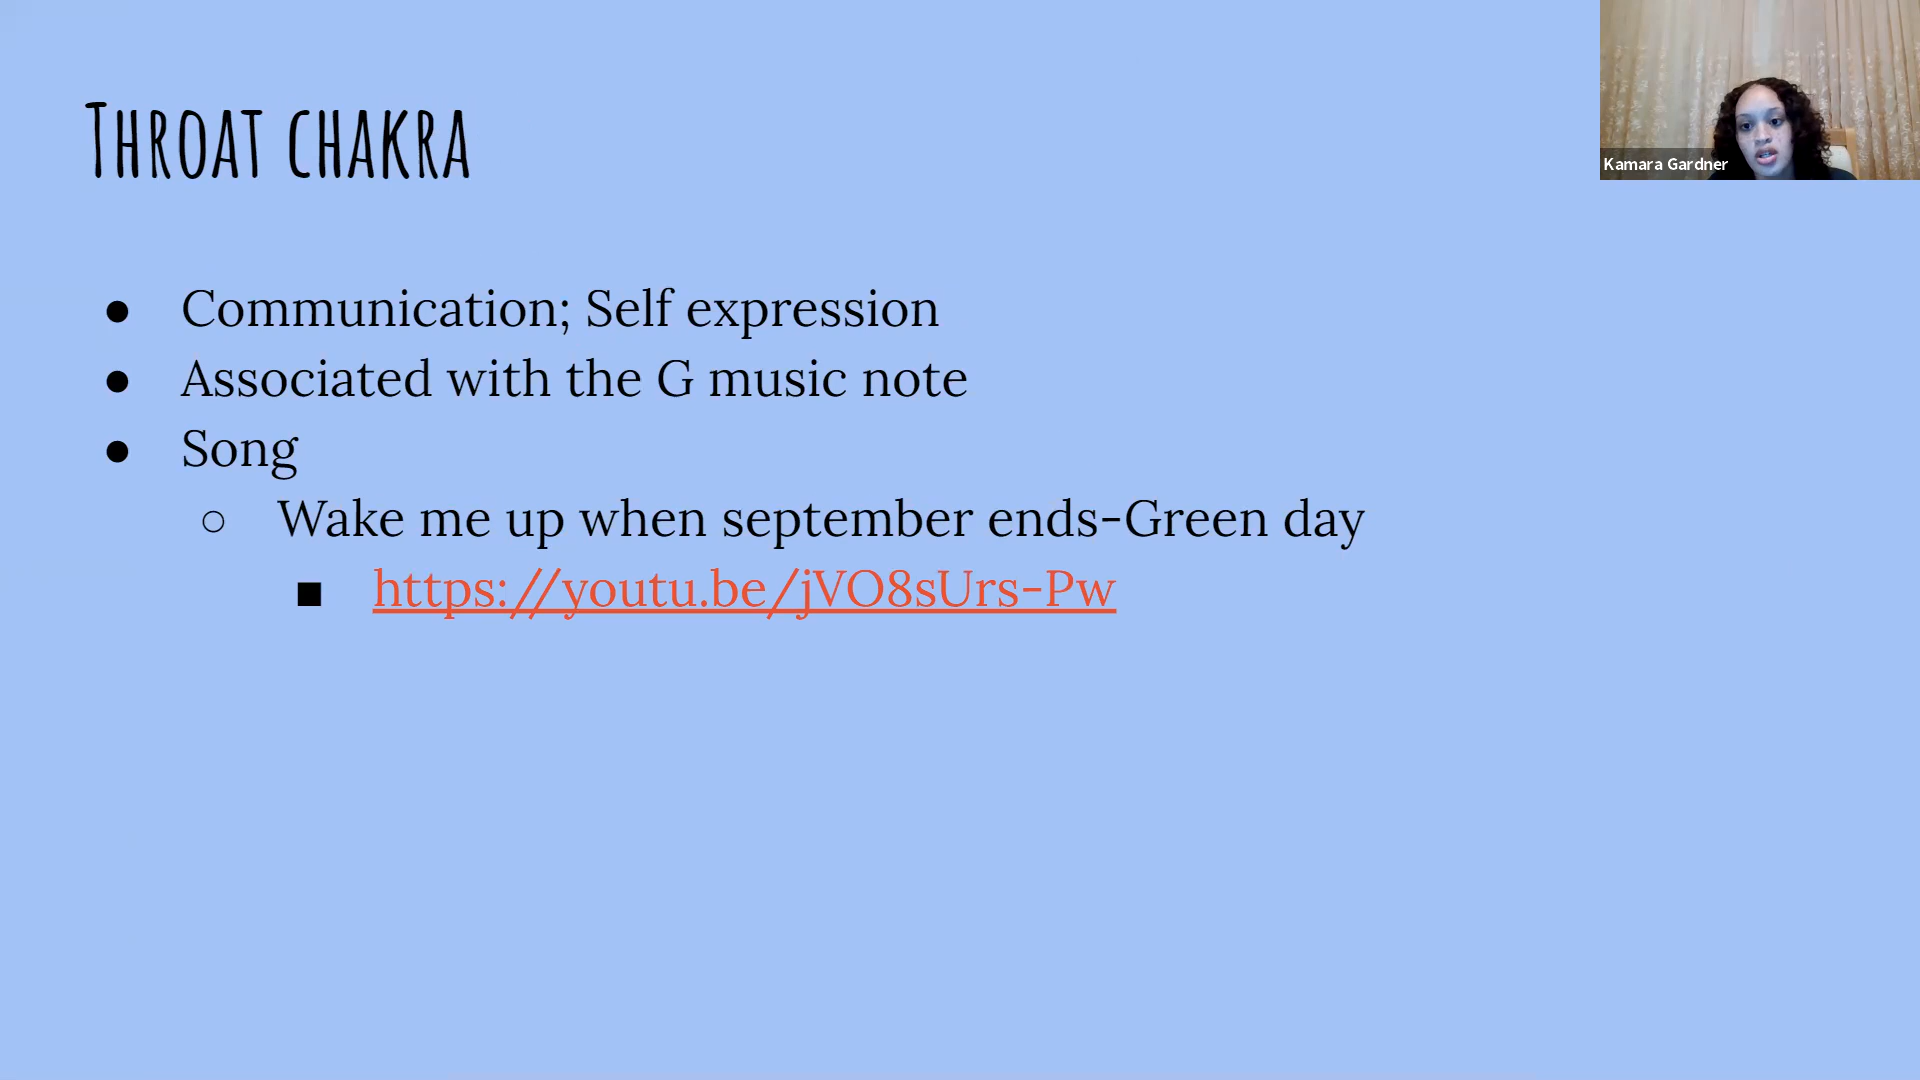 Throat chakra
Kamara Gardner
● Communication; Self expression
● Associated with the G music note
● Song
○ Wake me up when september ends-Green day
■ https://youtu.be/jVO8sUrs-Pw